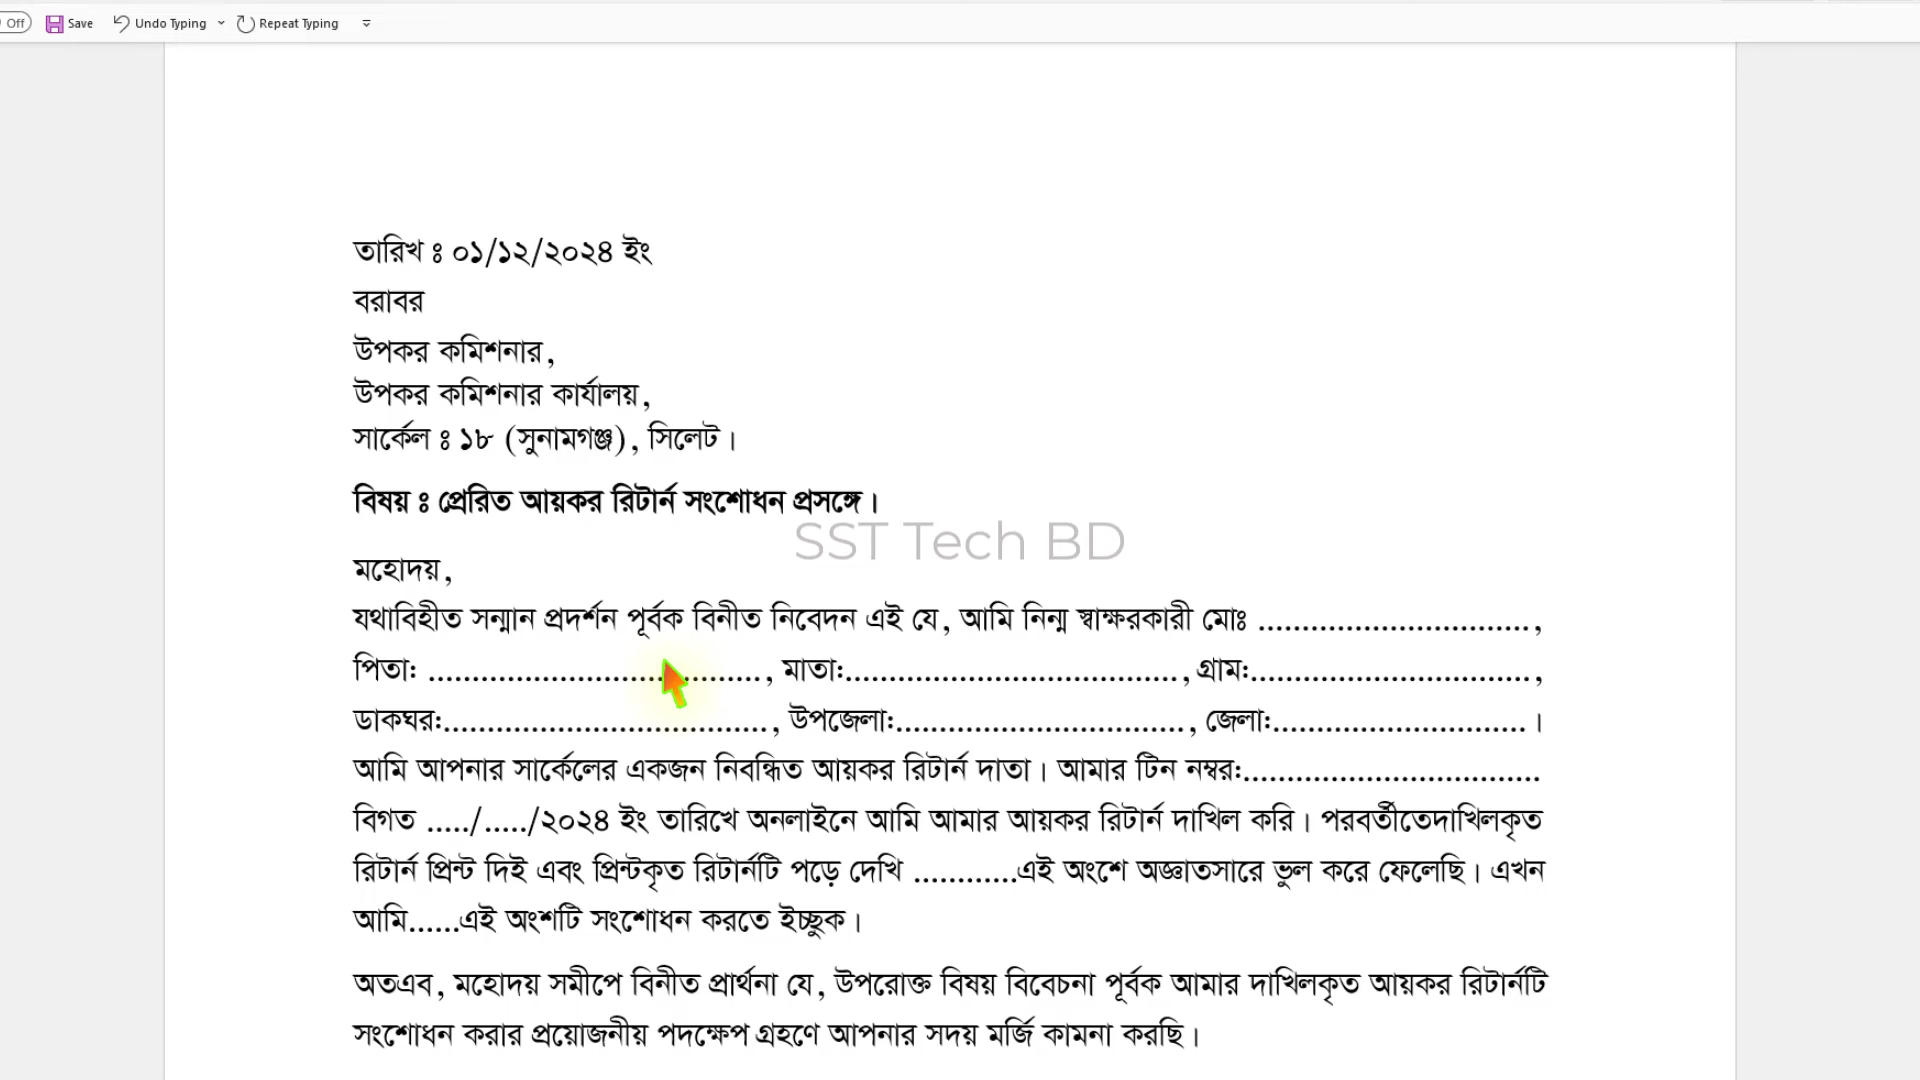 Off Save Undo Typing Repeat Typing
তারিখ ঃ ০১/১২/২০২৪ ইং
বরাবর
উপকর কমিশনার,
উপকর কমিশনার কার্যালয়,
সার্কেল ঃ ১৮ (সুনামগঞ্জ), সিলেট।
বিষয় ঃ প্রেরিত আয়কর রিটার্ন সংশোধন প্রসঙ্গে।
SST Tech BD
মহোদয়,
যথাবিহীত সন্মান প্রদর্শন পূর্বক বিনীত নিবেদন এই যে, আমি নিন্ম স্বাক্ষরকারী মোঃ ...............................,
পিতা: ......................................, মাতা:......................................, গ্রাম:................................,
ডাকঘর:....................................., উপজেলা:................................., জেলা:.............................।
আমি আপনার সার্কেলের একজন নিবন্ধিত আয়কর রিটার্ন দাতা। আমার টিন নম্বর:..................................
বিগত ...../...../২০২৪ ইং তারিখে অনলাইনে আমি আমার আয়কর রিটার্ন দাখিল করি। পরবর্তীতেদাখিলকৃত
রিটার্ন প্রিন্ট দিই এবং প্রিন্টকৃত রিটার্নটি পড়ে দেখি ............এই অংশে অজ্ঞাতসারে ভুল করে ফেলেছি। এখন
আমি......এই অংশটি সংশোধন করতে ইচ্ছুক।
অতএব, মহোদয় সমীপে বিনীত প্রার্থনা যে, উপরোক্ত বিষয় বিবেচনা পূর্বক আমার দাখিলকৃত আয়কর রিটার্নটি
সংশোধন করার প্রয়োজনীয় পদক্ষেপ গ্রহণে আপনার সদয় মর্জি কামনা করছি।